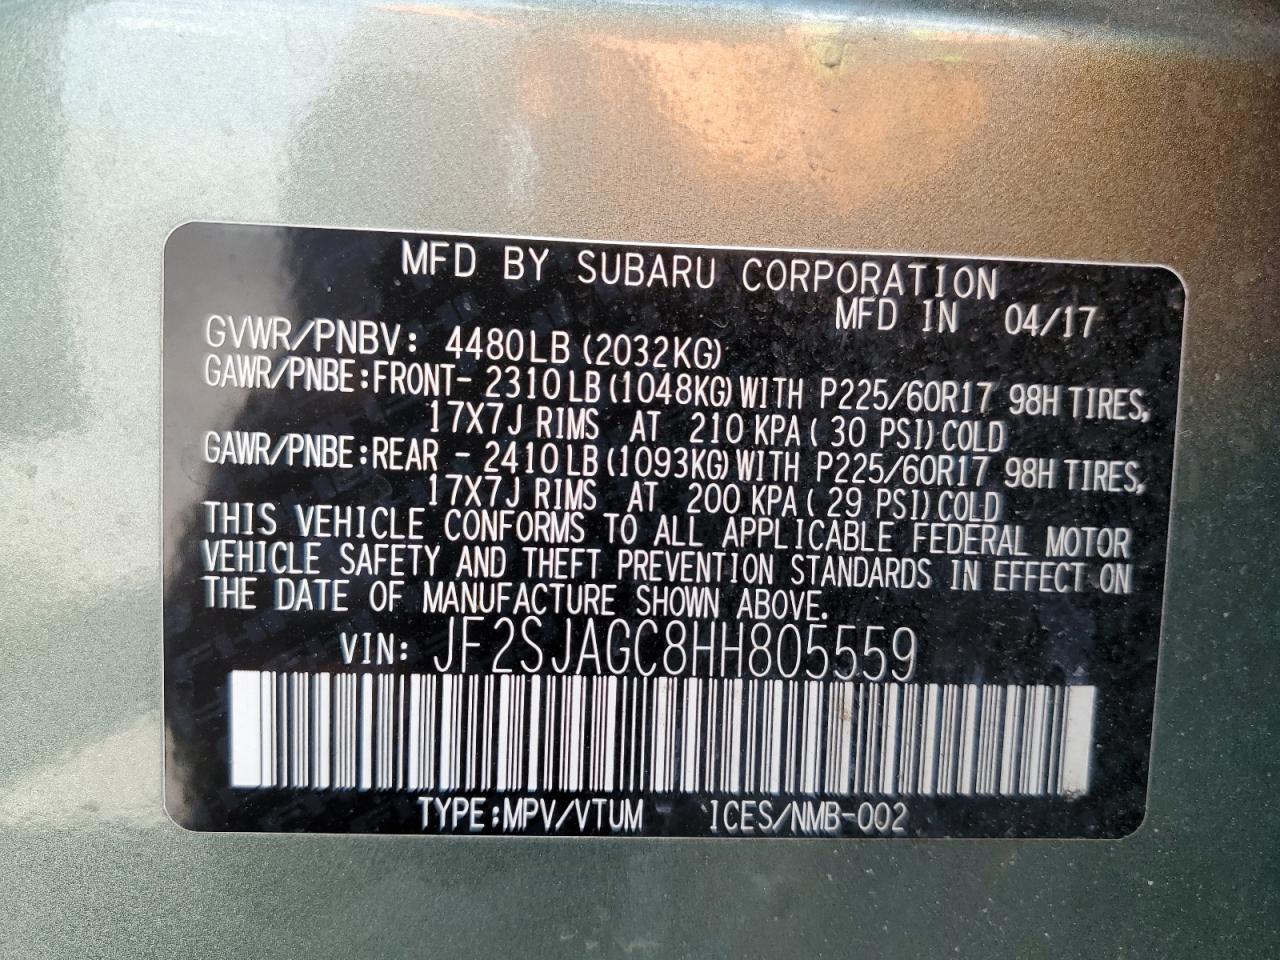 MFD BY SUBARU CORPORATION
MFD IN 04/17
GVWR/PNBV: 4480LB (2032KG)
GAWR/PNBE:FRONT- 2310LB (1048KG) WITH P225/60R17 98H TIRES,
17X7J RIMS AT 210 KPA ( 30 PSI) COLD
GAWR/PNBE:REAR - 2410LB (1093KG) WITH P225/60R17 98H TIRES,
17X7J RIMS AT 200 KPA ( 29 PSI) COLD
THIS VEHICLE CONFORMS TO ALL APPLICABLE FEDERAL MOTOR
VEHICLE SAFETY AND THEFT PREVENTION STANDARDS IN EFFECT ON
THE DATE OF MANUFACTURE SHOWN ABOVE.
VIN: JF2SJAGC8HH805559
TYPE:MPV/VTUM ICES/NMB-002